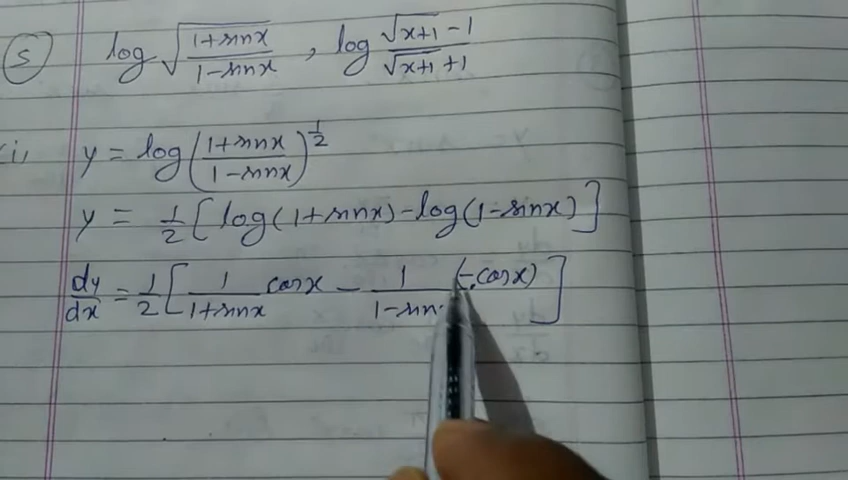 (5) log √(1+sinx / 1-sinx) , log (√(x+1) - 1 / √(x+1) + 1)
(i) y = log (1+sinx / 1-sinx)^(1/2)
y = 1/2 [log(1+sinx) - log(1-sinx)]
dy/dx = 1/2 [1/(1+sinx) cosx - 1/(1-sin (-cosx)]